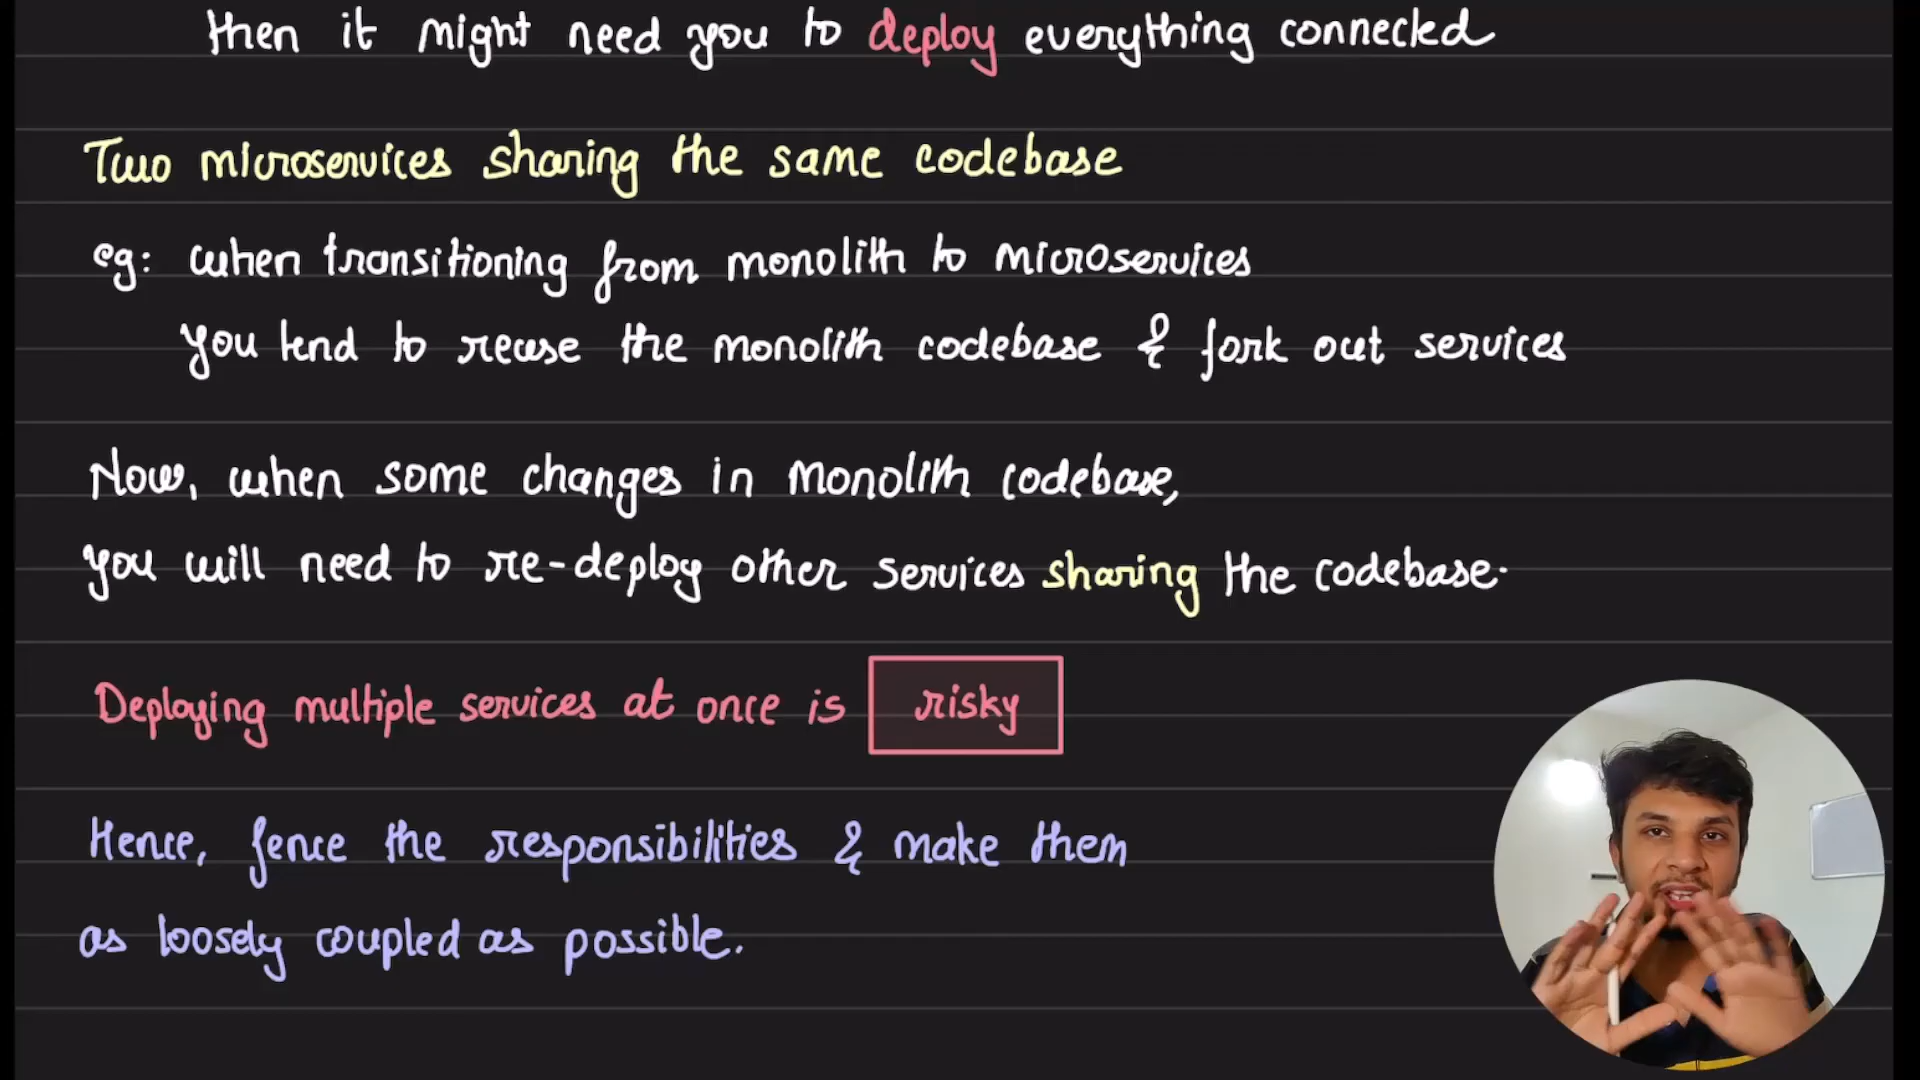 then it might need you to deploy everything connected
Two microservices sharing the same codebase
eg: when transitioning from monolith to microservices
you tend to reuse the monolith codebase & fork out services
Now, when some changes in monolith codebase,
you will need to re-deploy other services sharing the codebase.
Deploying multiple services at once is risky
Hence, fence the responsibilities & make them
as loosely coupled as possible.